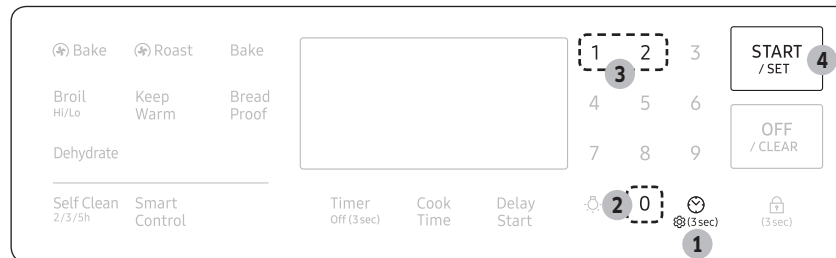 Bake Roast Bake
1 2 3
START
/ SET
4
3
Broil
Hi/Lo
Keep
Warm
Bread
Proof
4 5 6
OFF
/ CLEAR
Dehydrate
7 8 9
Self Clean
2/3/5h
Smart
Control
Timer
Off (3 sec)
Cook
Time
Delay
Start
2 0
(3 sec)
1
(3 sec)